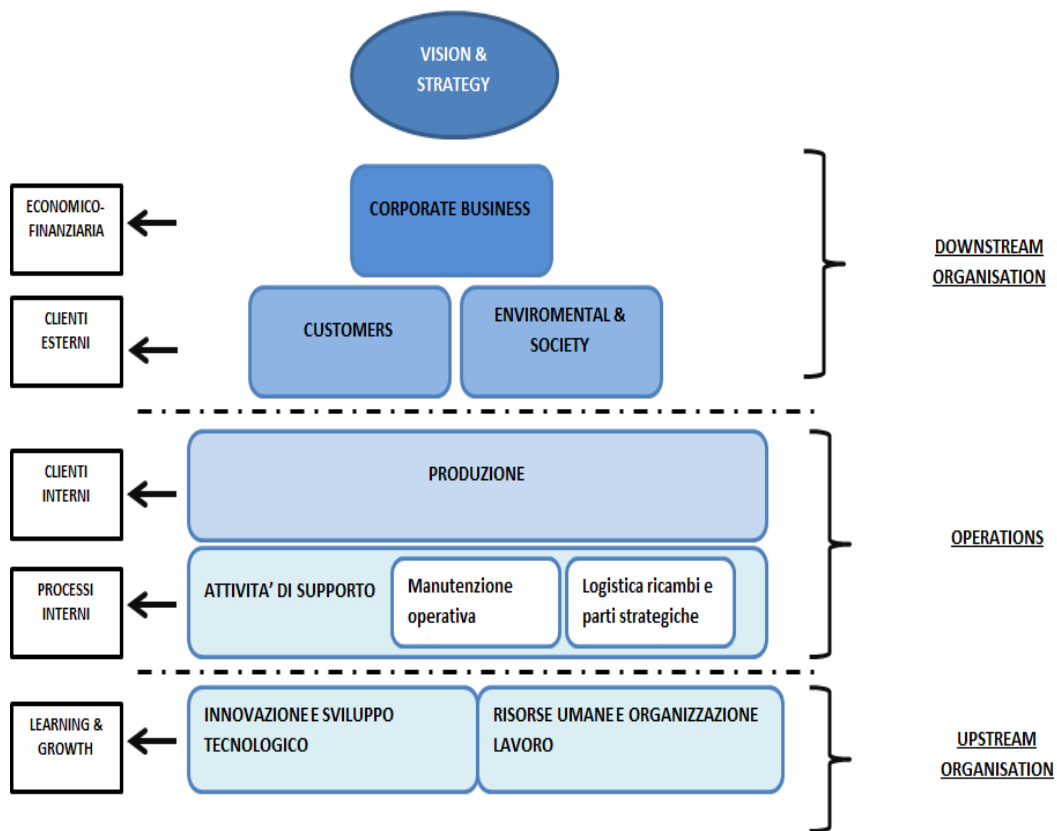 VISION &
STRATEGY
ECONOMICO-
FINANZIARIA
CORPORATE BUSINESS
DOWNSTREAM
ORGANISATION
CLIENTI
ESTERNI
CUSTOMERS
ENVIROMENTAL &
SOCIETY
CLIENTI
INTERNI
PRODUZIONE
OPERATIONS
PROCESSI
INTERNI
ATTIVITA’ DI SUPPORTO
Manutenzione
operativa
Logistica ricambi e
parti strategiche
LEARNING &
GROWTH
INNOVAZIONE E SVILUPPO
TECNOLOGICO
RISORSE UMANE E ORGANIZZAZIONE
LAVORO
UPSTREAM
ORGANISATION